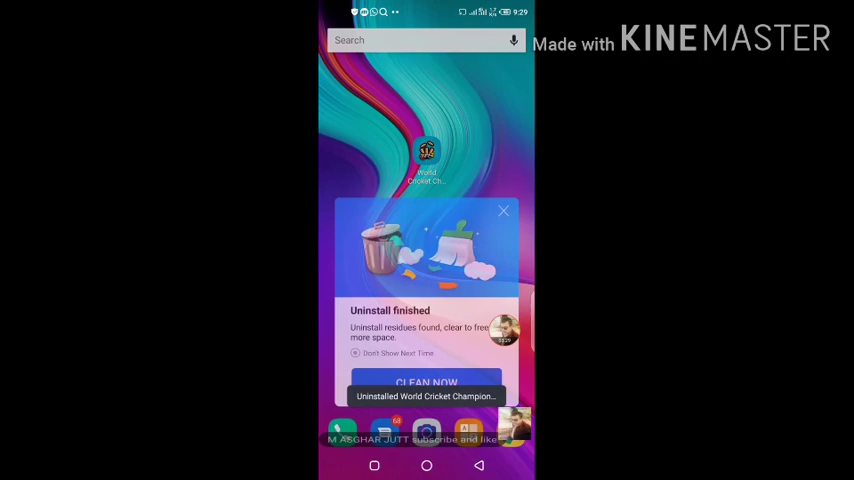 9:29
Search
Made with KINEMASTER
World
Cricket Ch...
Uninstall finished
Uninstall residues found, clear to free
more space.
Don't Show Next Time
CLEAN NOW
Uninstalled World Cricket Champion...
68
M ASGHAR JUTT subscribe and like